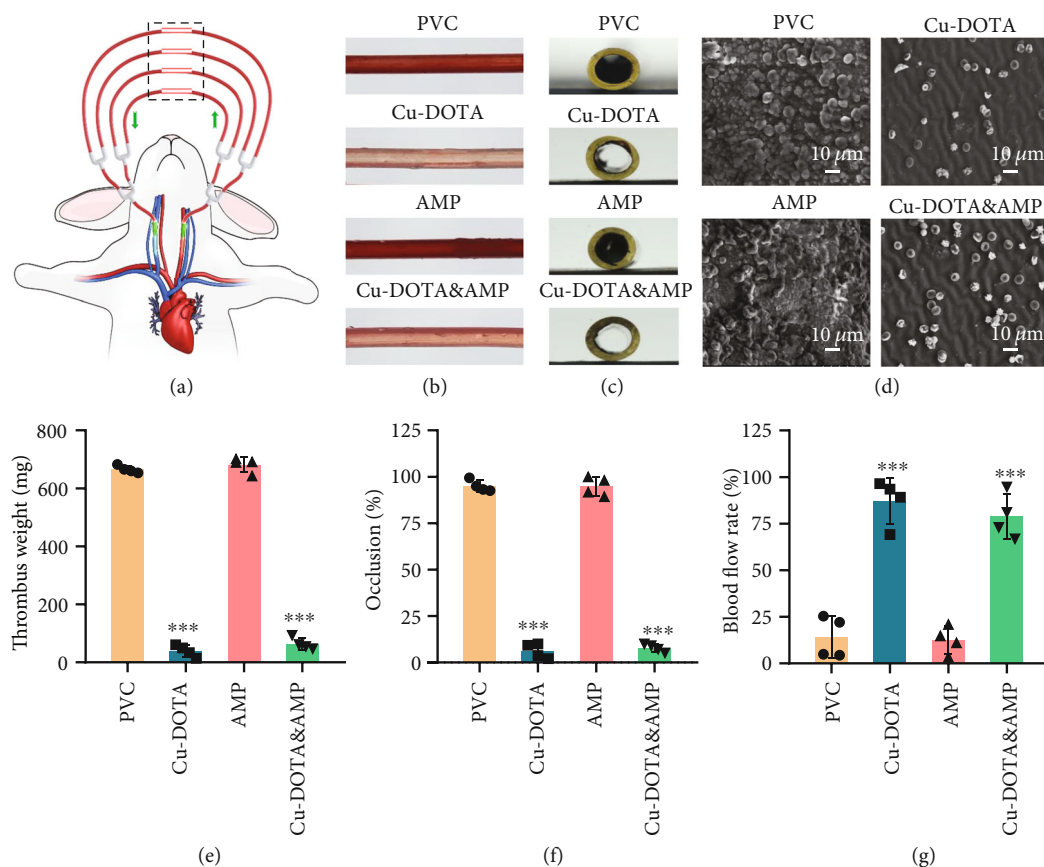 PVC
Cu-DOTA
AMP
Cu-DOTA&AMP
PVC
Cu-DOTA
AMP
Cu-DOTA&AMP
PVC
10 μm
Cu-DOTA
10 μm
AMP
10 μm
Cu-DOTA&AMP
10 μm
(a)
(b)
(c)
(d)
Thrombus weight (mg)
800
600
400
200
0
***
***
PVC
Cu-DOTA
AMP
Cu-DOTA&AMP
(e)
Occlusion (%)
125
100
75
50
25
0
***
***
PVC
Cu-DOTA
AMP
Cu-DOTA&AMP
(f)
Blood flow rate (%)
125
100
75
50
25
0
***
***
PVC
Cu-DOTA
AMP
Cu-DOTA&AMP
(g)